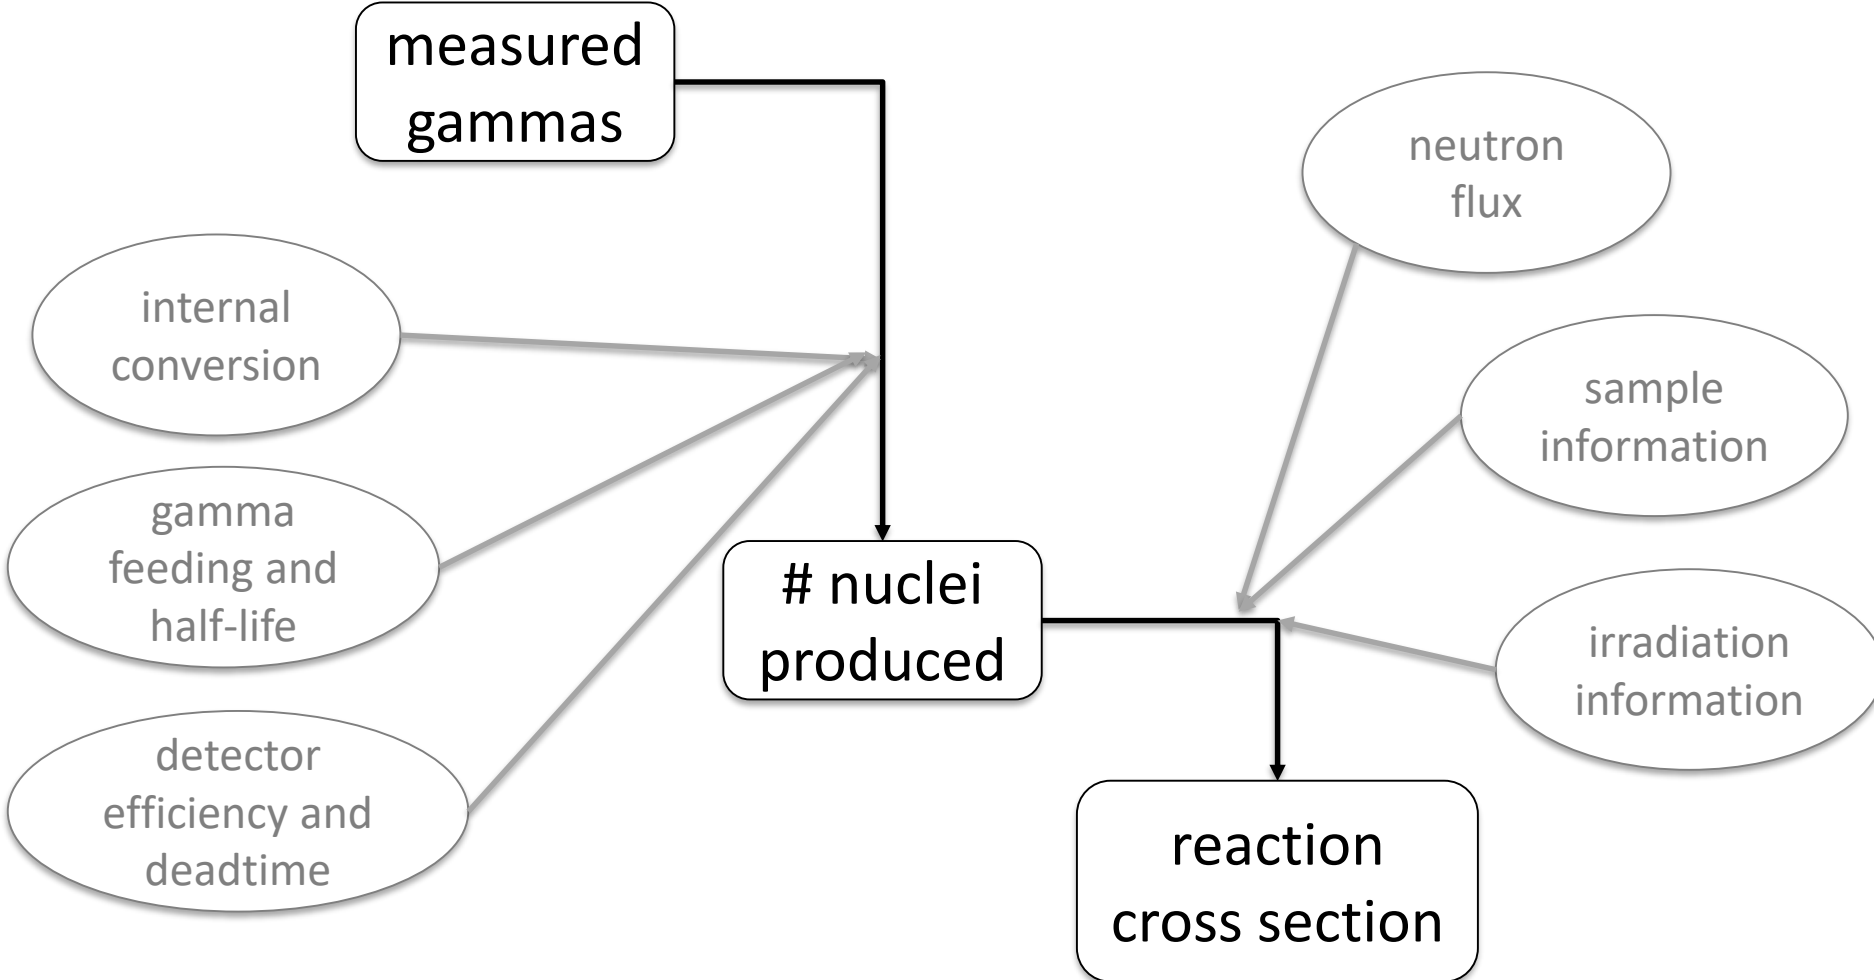 measured
gammas
neutron
flux
internal
conversion
sample
information
gamma
feeding and
half-life
# nuclei
produced
irradiation
information
detector
efficiency and
deadtime
reaction
cross section